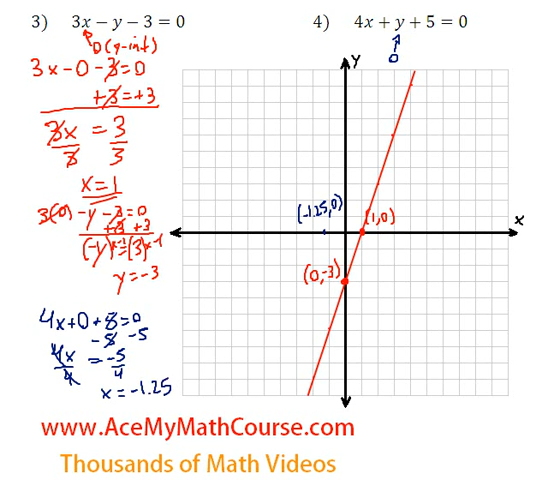 3) 3x − y − 3 = 0
4) 4x + y + 5 = 0
0 (y-int)
0
3x - 0 - 3 = 0
+3 = +3
3x = 3
3 3
x = 1
3(0) - y - 3 = 0
+3 +3
(-y)x-1 = (3)x-1
y = -3
4x + 0 + 5 = 0
-5 -5
4x = -5
4 4
x = -1.25
y
x
(-1.25,0)
(1,0)
(0,-3)
www.AceMyMathCourse.com
Thousands of Math Videos